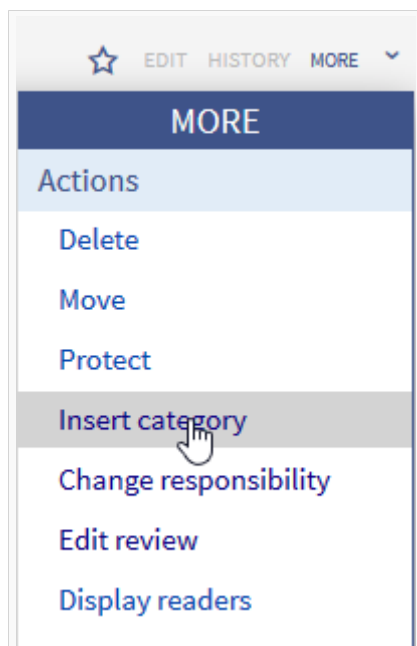 EDIT HISTORY MORE
MORE
Actions
Delete
Move
Protect
Insert category
Change responsibility
Edit review
Display readers